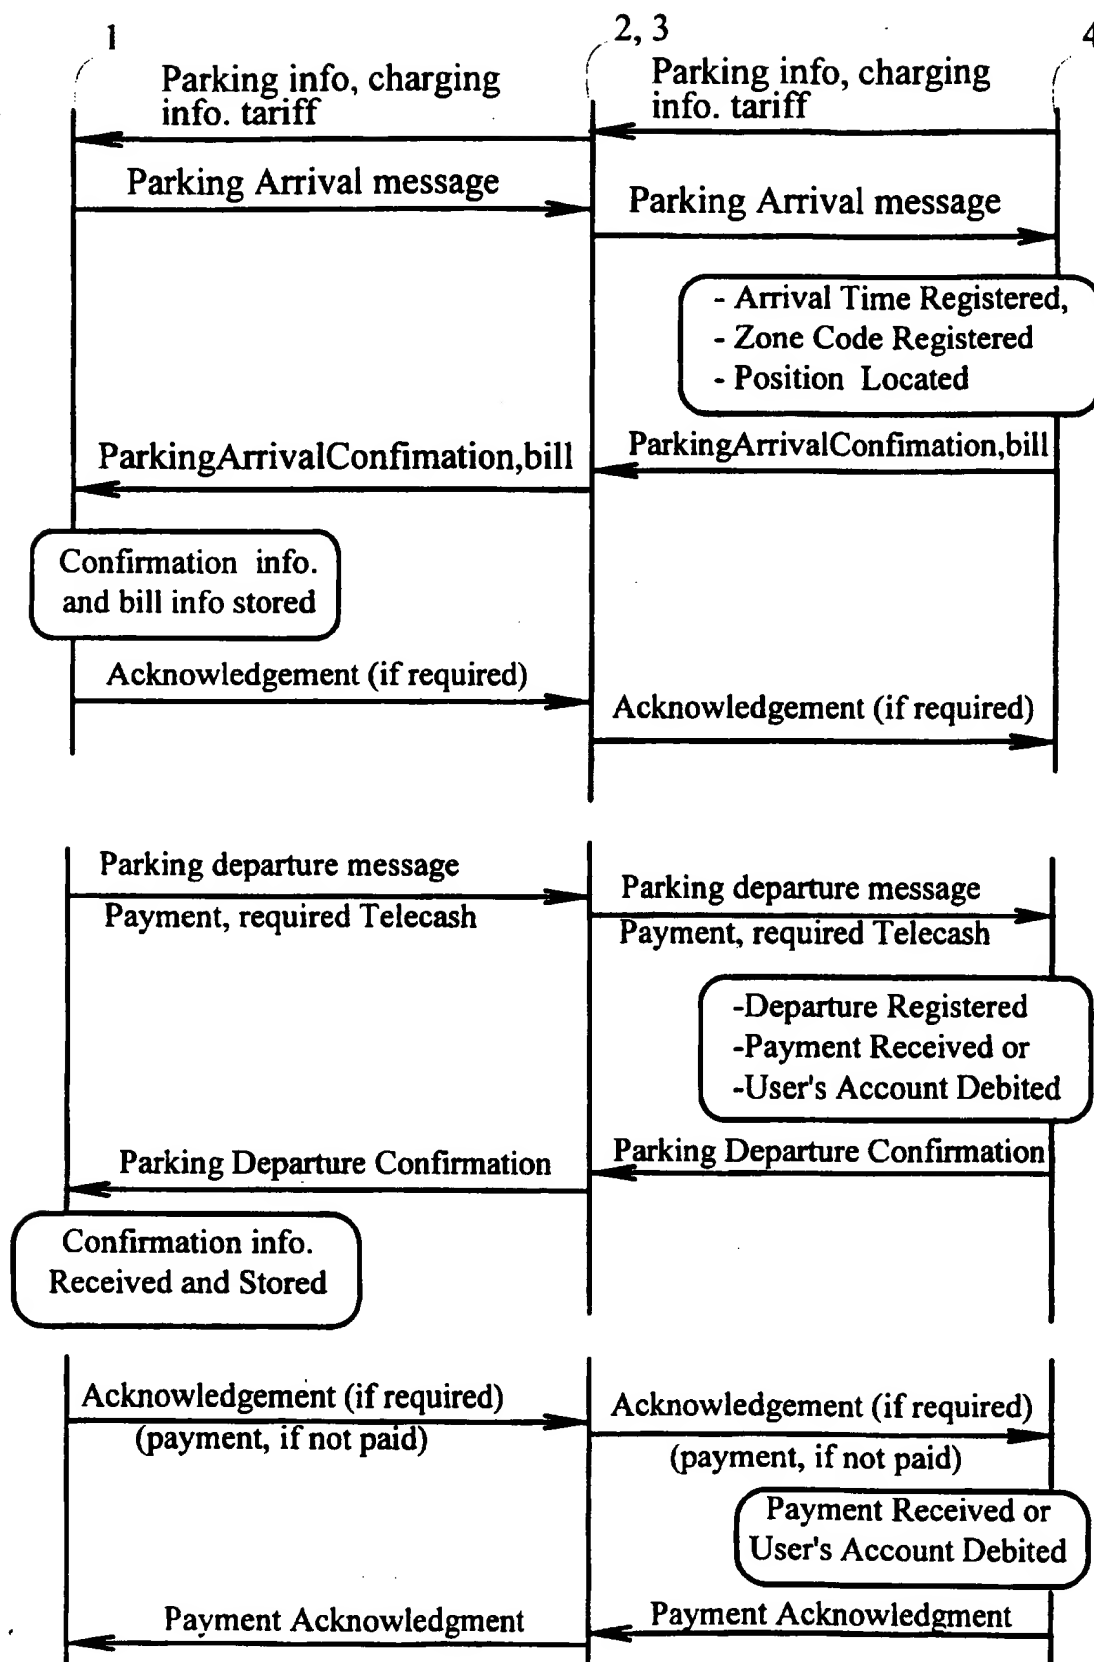 1
2, 3
4
Parking info, charging
info. tariff
Parking info, charging
info. tariff
Parking Arrival message
Parking Arrival message
- Arrival Time Registered,
- Zone Code Registered
- Position Located
ParkingArrivalConfimation,bill
ParkingArrivalConfimation,bill
Confirmation info.
and bill info stored
Acknowledgement (if required)
Acknowledgement (if required)
Parking departure message
Payment, required Telecash
Parking departure message
Payment, required Telecash
-Departure Registered
-Payment Received or
-User's Account Debited
Parking Departure Confirmation
Parking Departure Confirmation
Confirmation info.
Received and Stored
Acknowledgement (if required)
(payment, if not paid)
Acknowledgement (if required)
(payment, if not paid)
Payment Received or
User's Account Debited
Payment Acknowledgment
Payment Acknowledgment